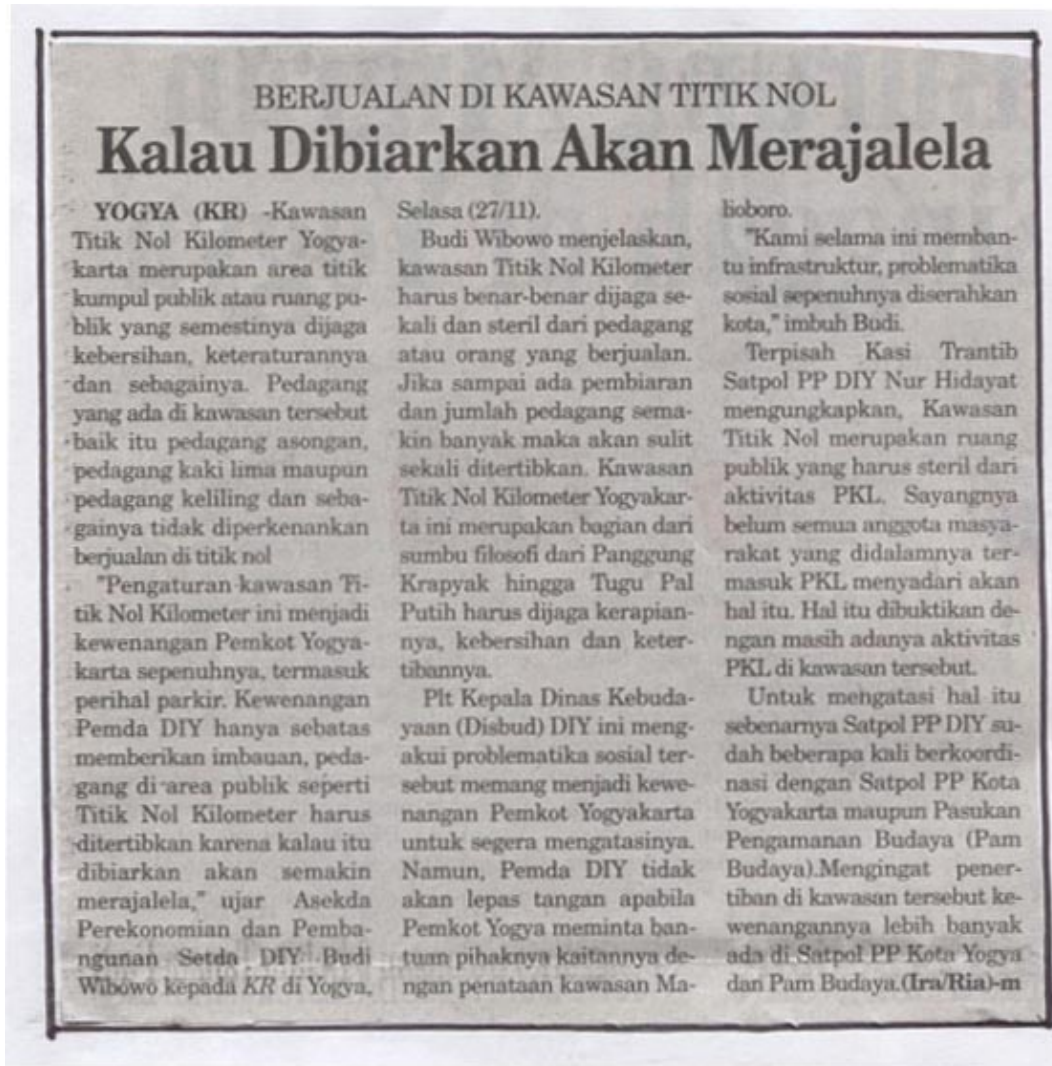 BERJUALAN DI KAWASAN TITIK NOL
Kalau Dibiarkan Akan Merajalela
YOGYA (KR) -Kawasan
Titik Nol Kilometer Yogya-
karta merupakan area titik
kumpul publik atau ruang pu-
blik yang semestinya dijaga
kebersihan, keteraturannya
dan sebagainya. Pedagang
yang ada di kawasan tersebut
baik itu pedagang asongan,
pedagang kaki lima maupun
pedagang keliling dan seba-
gainya tidak diperkenankan
berjualan di titik nol
"Pengaturan kawasan Ti-
tik Nol Kilometer ini menjadi
kewenangan Pemkot Yogya-
karta sepenuhnya, termasuk
perihal parkir. Kewenangan
Pemda DIY hanya sebatas
memberikan imbauan, peda-
gang di area publik seperti
Titik Nol Kilometer harus
ditertibkan karena kalau itu
dibiarkan akan semakin
merajalela," ujar Asekda
Perekonomian dan Pemba-
ngunan Setda DIY Budi
Wibowo kepada KR di Yogya,
Selasa (27/11).
Budi Wibowo menjelaskan,
kawasan Titik Nol Kilometer
harus benar-benar dijaga se-
kali dan steril dari pedagang
atau orang yang berjualan.
Jika sampai ada pembiaran
dan jumlah pedagang sema-
kin banyak maka akan sulit
sekali ditertibkan. Kawasan
Titik Nol Kilometer Yogyakar-
ta ini merupakan bagian dari
sumbu filosofi dari Panggung
Krapyak hingga Tugu Pal
Putih harus dijaga kerapian-
nya, kebersihan dan keter-
tibannya.
Plt Kepala Dinas Kebuda-
yaan (Disbud) DIY ini meng-
akui problematika sosial ter-
sebut memang menjadi kewe-
nangan Pemkot Yogyakarta
untuk segera mengatasinya.
Namun, Pemda DIY tidak
akan lepas tangan apabila
Pemkot Yogya meminta ban-
tuan pihaknya kaitannya de-
ngan penataan kawasan Ma-
lioboro.
"Kami selama ini memban-
tu infrastruktur, problematika
sosial sepenuhnya diserahkan
kota," imbuh Budi.
Terpisah Kasi Trantib
Satpol PP DIY Nur Hidayat
mengungkapkan, Kawasan
Titik Nol merupakan ruang
publik yang harus steril dari
aktivitas PKL. Sayangnya
belum semua anggota masya-
rakat yang didalamnya ter-
masuk PKL menyadari akan
hal itu. Hal itu dibuktikan de-
ngan masih adanya aktivitas
PKL di kawasan tersebut.
Untuk mengatasi hal itu
sebenarnya Satpol PP DIY su-
dah beberapa kali berkoordi-
nasi dengan Satpol PP Kota
Yogyakarta maupun Pasukan
Pengamanan Budaya (Pam
Budaya).Mengingat pener-
tiban di kawasan tersebut ke-
wenangannya lebih banyak
ada di Satpol PP Kota Yogya
dan Pam Budaya.(Ira/Ria)-m